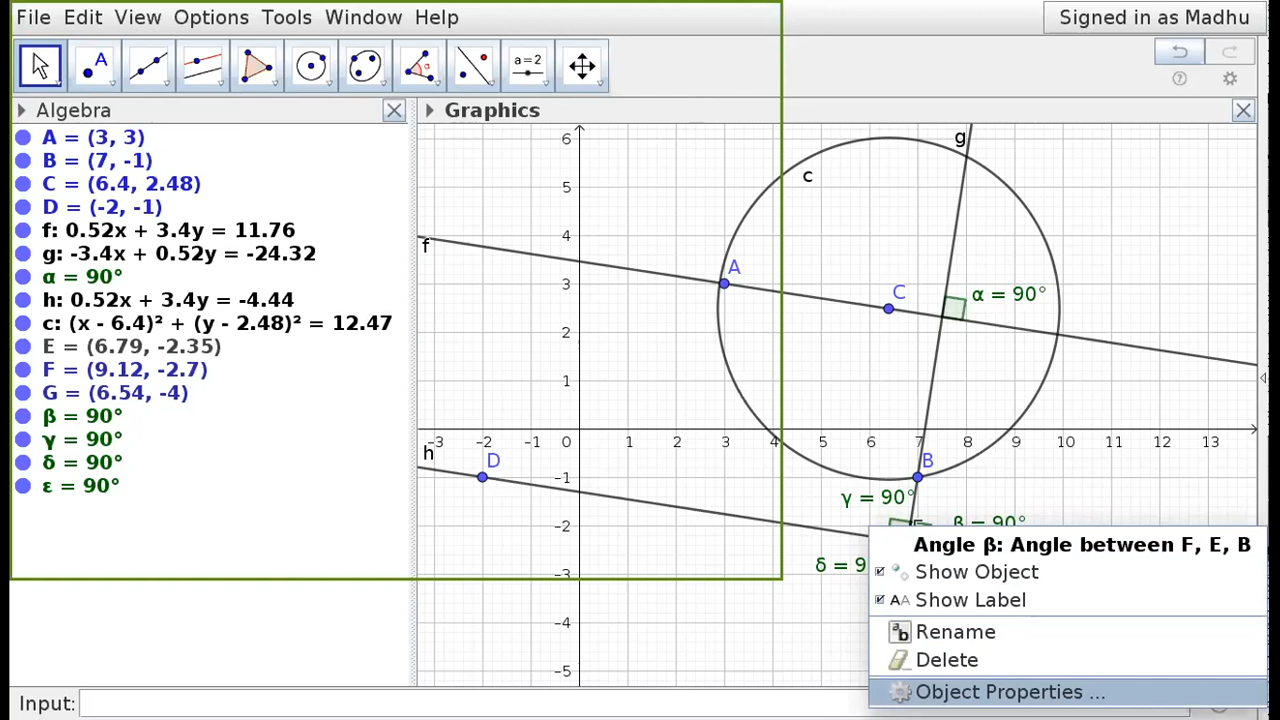 File Edit View Options Tools Window Help
Signed in as Madhu
A
α
a=2
Algebra
Graphics
A = (3, 3)
B = (7, -1)
C = (6.4, 2.48)
D = (-2, -1)
f: 0.52x + 3.4y = 11.76
g: -3.4x + 0.52y = -24.32
α = 90°
h: 0.52x + 3.4y = -4.44
c: (x - 6.4)² + (y - 2.48)² = 12.47
E = (6.79, -2.35)
F = (9.12, -2.7)
G = (6.54, -4)
β = 90°
γ = 90°
δ = 90°
ε = 90°
6
g
c
5
4
f
A
3
C
α = 90°
2
1
-3 -2 -1 0 1 2 3 4 5 6 7 8 9 10 11 12 13
h
D
B
-1
γ = 90°
-2
β = 90°
δ = 9
-3
-4
-5
Angle β: Angle between F, E, B
Show Object
AA Show Label
ab Rename
Delete
Object Properties ...
Input: